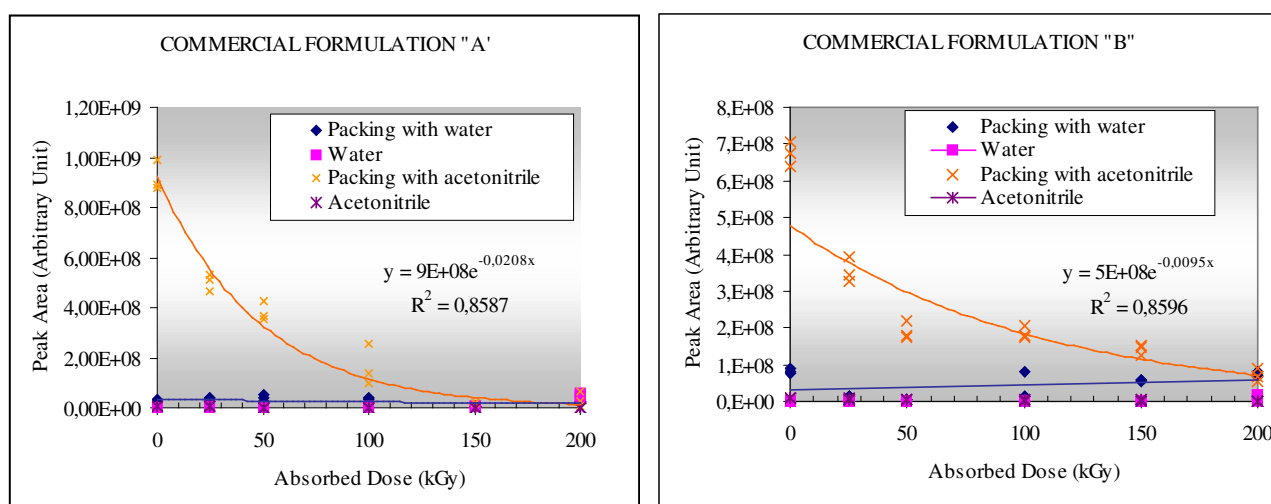 COMMERCIAL FORMULATION "A'
1,20E+09
1,00E+09
8,00E+08
6,00E+08
4,00E+08
2,00E+08
0,00E+00
Peak Area (Arbitrary Unit)
Packing with water
Water
Packing with acetonitrile
Acetonitrile
y = 9E+08e^-0,0208x
R² = 0,8587
0 50 100 150 200
Absorbed Dose (kGy)
COMMERCIAL FORMULATION "B"
8,E+08
7,E+08
6,E+08
5,E+08
4,E+08
3,E+08
2,E+08
1,E+08
0,E+00
Peak Area (Arbitrary Unit)
Packing with water
Water
Packing with acetonitrile
Acetonitrile
y = 5E+08e^-0,0095x
R² = 0,8596
0 50 100 150 200
Absorbed Dose (kGy)